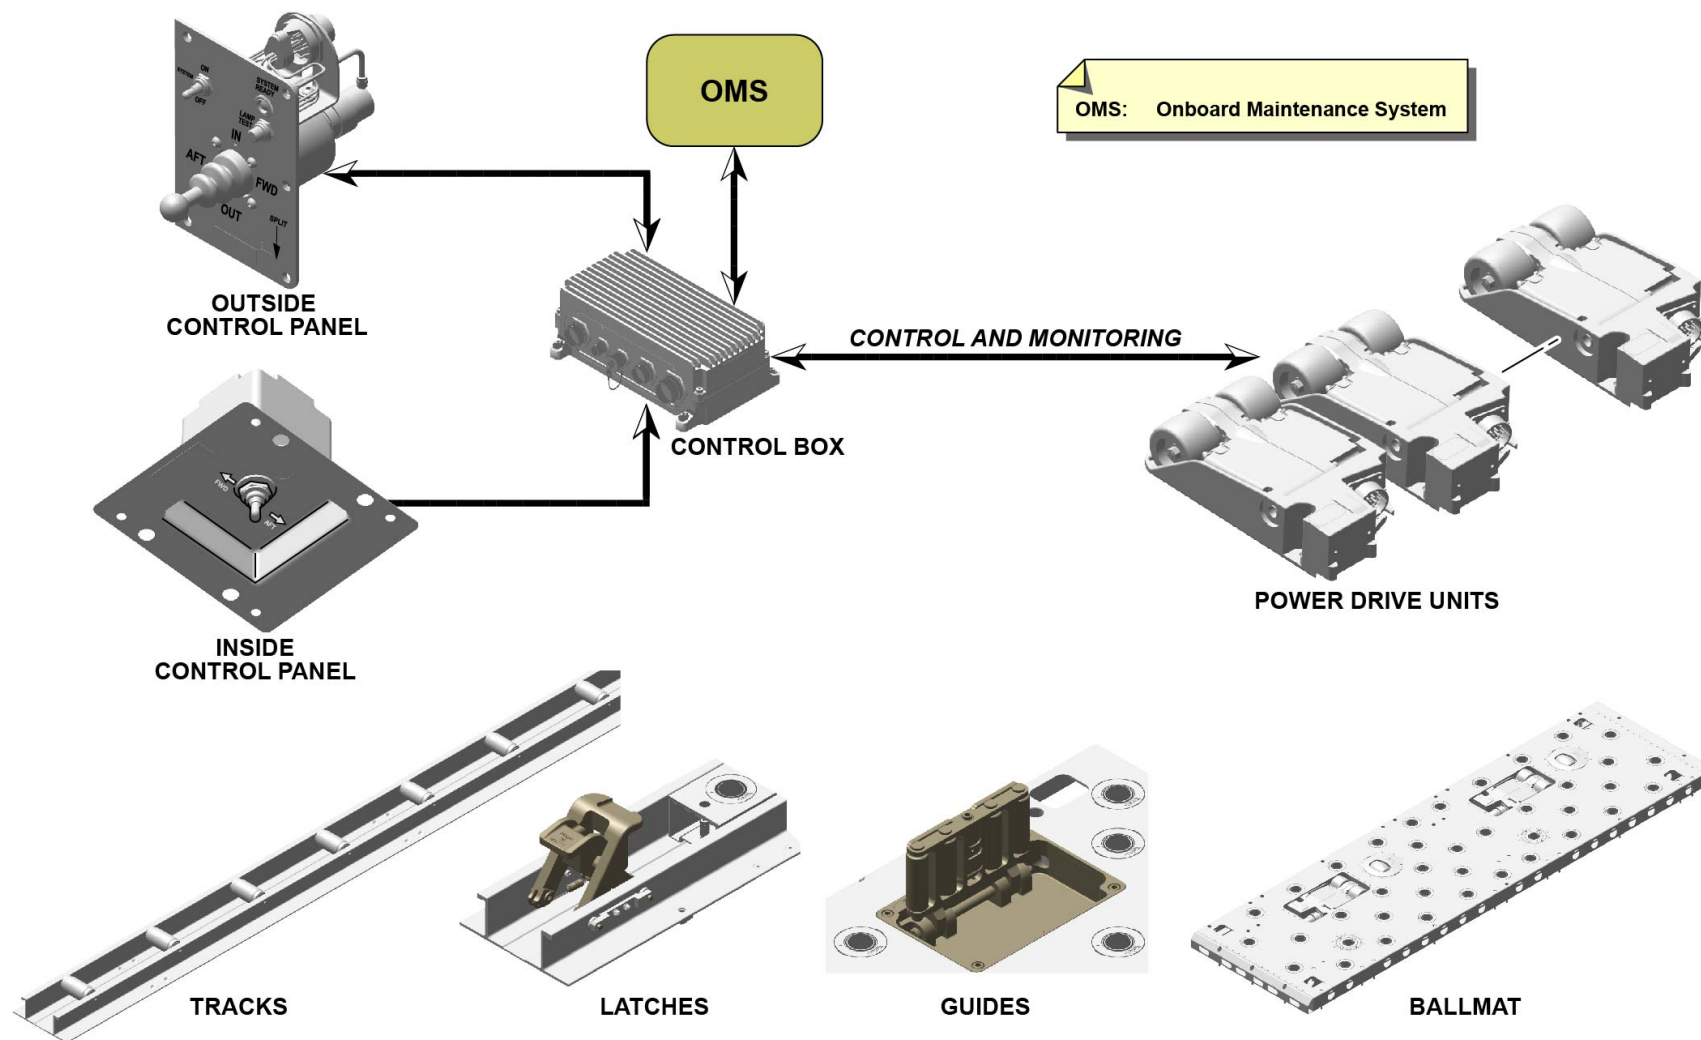 ON
SYSTEM
OFF
SYSTEM
READY
LAMP
TEST
IN
AFT
FWD
OUT
SPLIT
OUTSIDE
CONTROL PANEL
OMS
OMS: Onboard Maintenance System
CONTROL AND MONITORING
CONTROL BOX
POWER DRIVE UNITS
FWD
AFT
INSIDE
CONTROL PANEL
TRACKS
LATCHES
GUIDES
BALLMAT